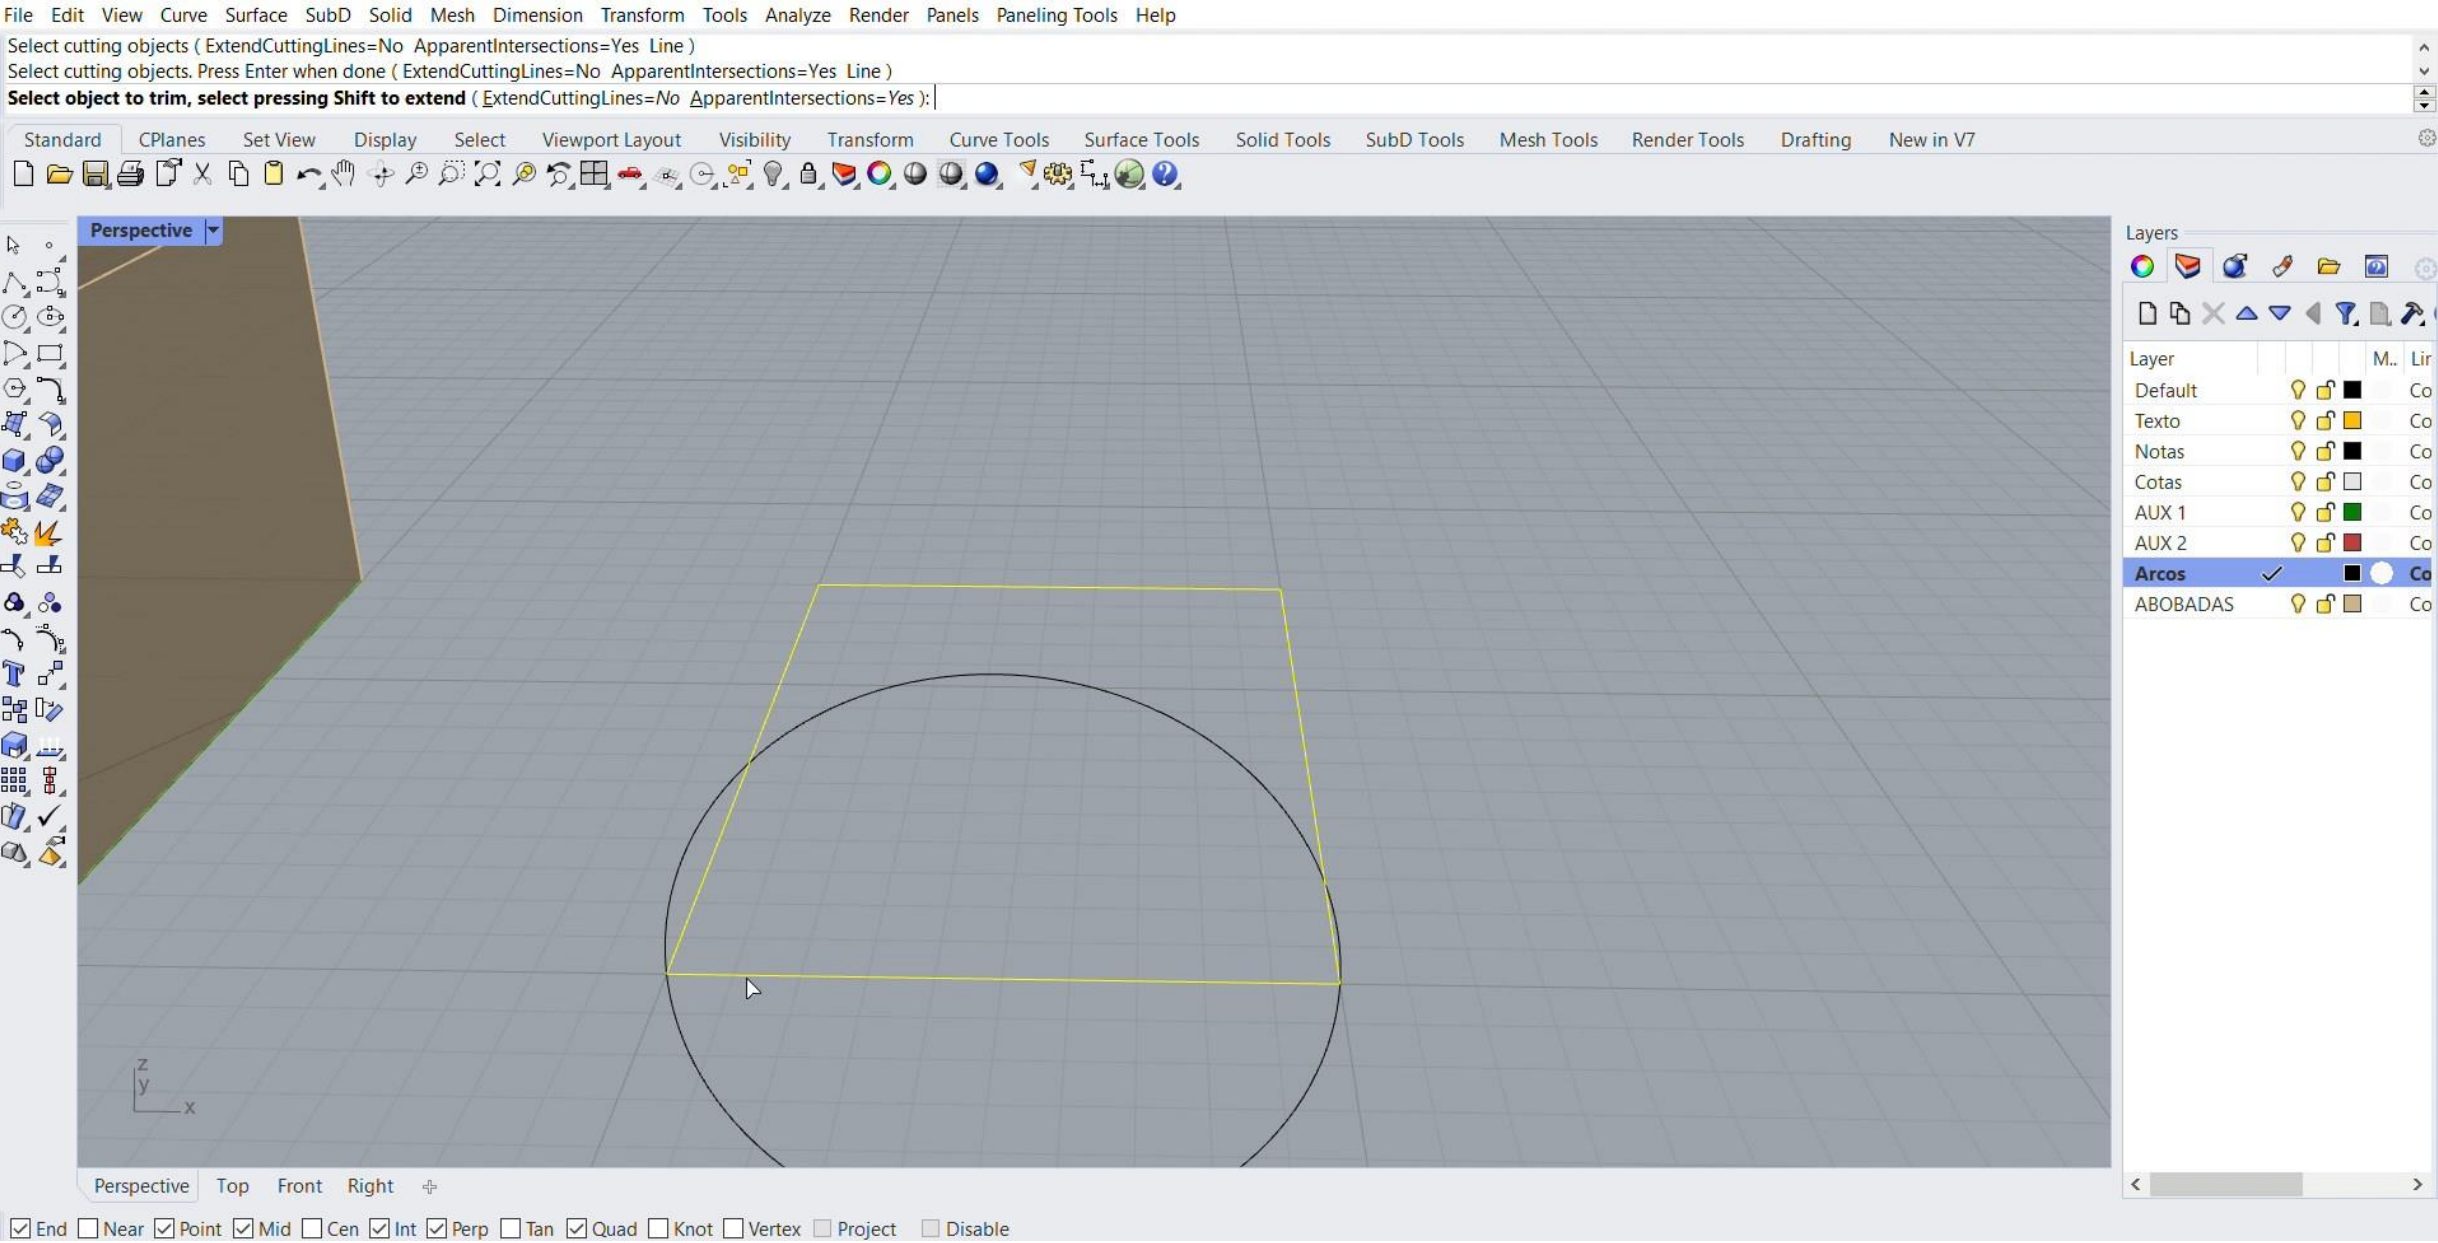 File Edit View Curve Surface SubD Solid Mesh Dimension Transform Tools Analyze Render Panels Paneling Tools Help
Select cutting objects ( ExtendCuttingLines=No ApparentIntersections=Yes Line )
Select cutting objects. Press Enter when done ( ExtendCuttingLines=No ApparentIntersections=Yes Line )
Select object to trim, select pressing Shift to extend ( ExtendCuttingLines=No ApparentIntersections=Yes ):
Standard CPlanes Set View Display Select Viewport Layout Visibility Transform Curve Tools Surface Tools Solid Tools SubD Tools Mesh Tools Render Tools Drafting New in V7
Perspective
Layers
Layer M.. Lir
Default Co
Texto Co
Notas Co
Cotas Co
AUX 1 Co
AUX 2 Co
Arcos Co
ABOBADAS Co
z
y
x
Perspective Top Front Right
End Near Point Mid Cen Int Perp Tan Quad Knot Vertex Project Disable